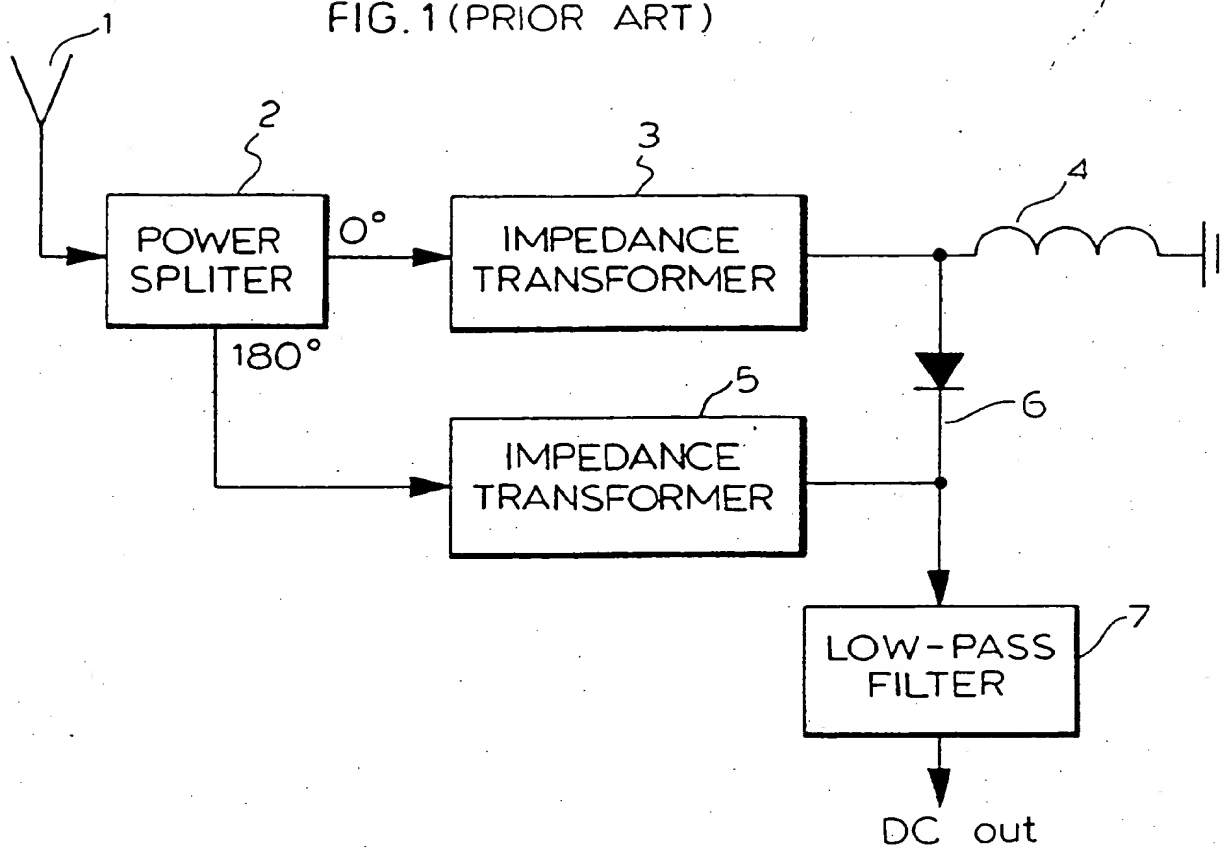 FIG. 1 (PRIOR ART)
1
2
3
4
POWER
SPLITER
0°
180°
IMPEDANCE
TRANSFORMER
5
IMPEDANCE
TRANSFORMER
6
7
LOW-PASS
FILTER
DC out